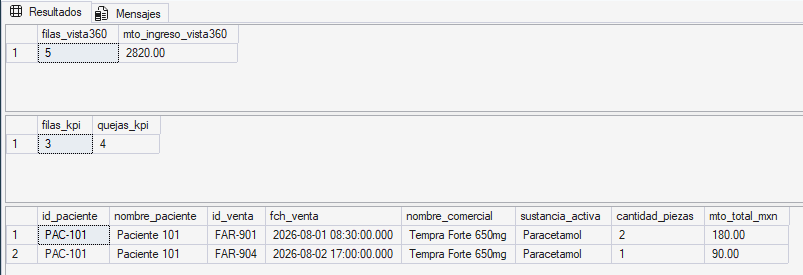 Resultados Mensajes
filas_vista360 mto_ingreso_vista360
1 5 2820.00
filas_kpi quejas_kpi
1 3 4
id_paciente nombre_paciente id_venta fch_venta nombre_comercial sustancia_activa cantidad_piezas mto_total_mxn
1 PAC-101 Paciente 101 FAR-901 2026-08-01 08:30:00.000 Tempra Forte 650mg Paracetamol 2 180.00
2 PAC-101 Paciente 101 FAR-904 2026-08-02 17:00:00.000 Tempra Forte 650mg Paracetamol 1 90.00